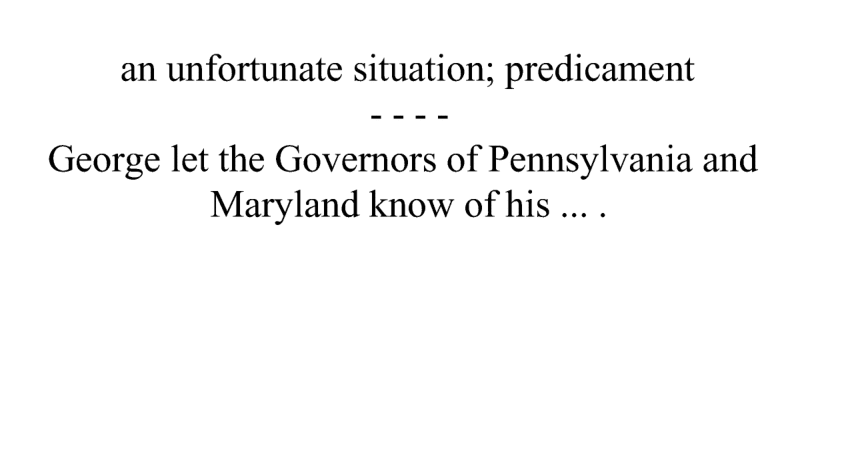 an unfortunate situation; predicament
- - - -
George let the Governors of Pennsylvania and
Maryland know of his ... .